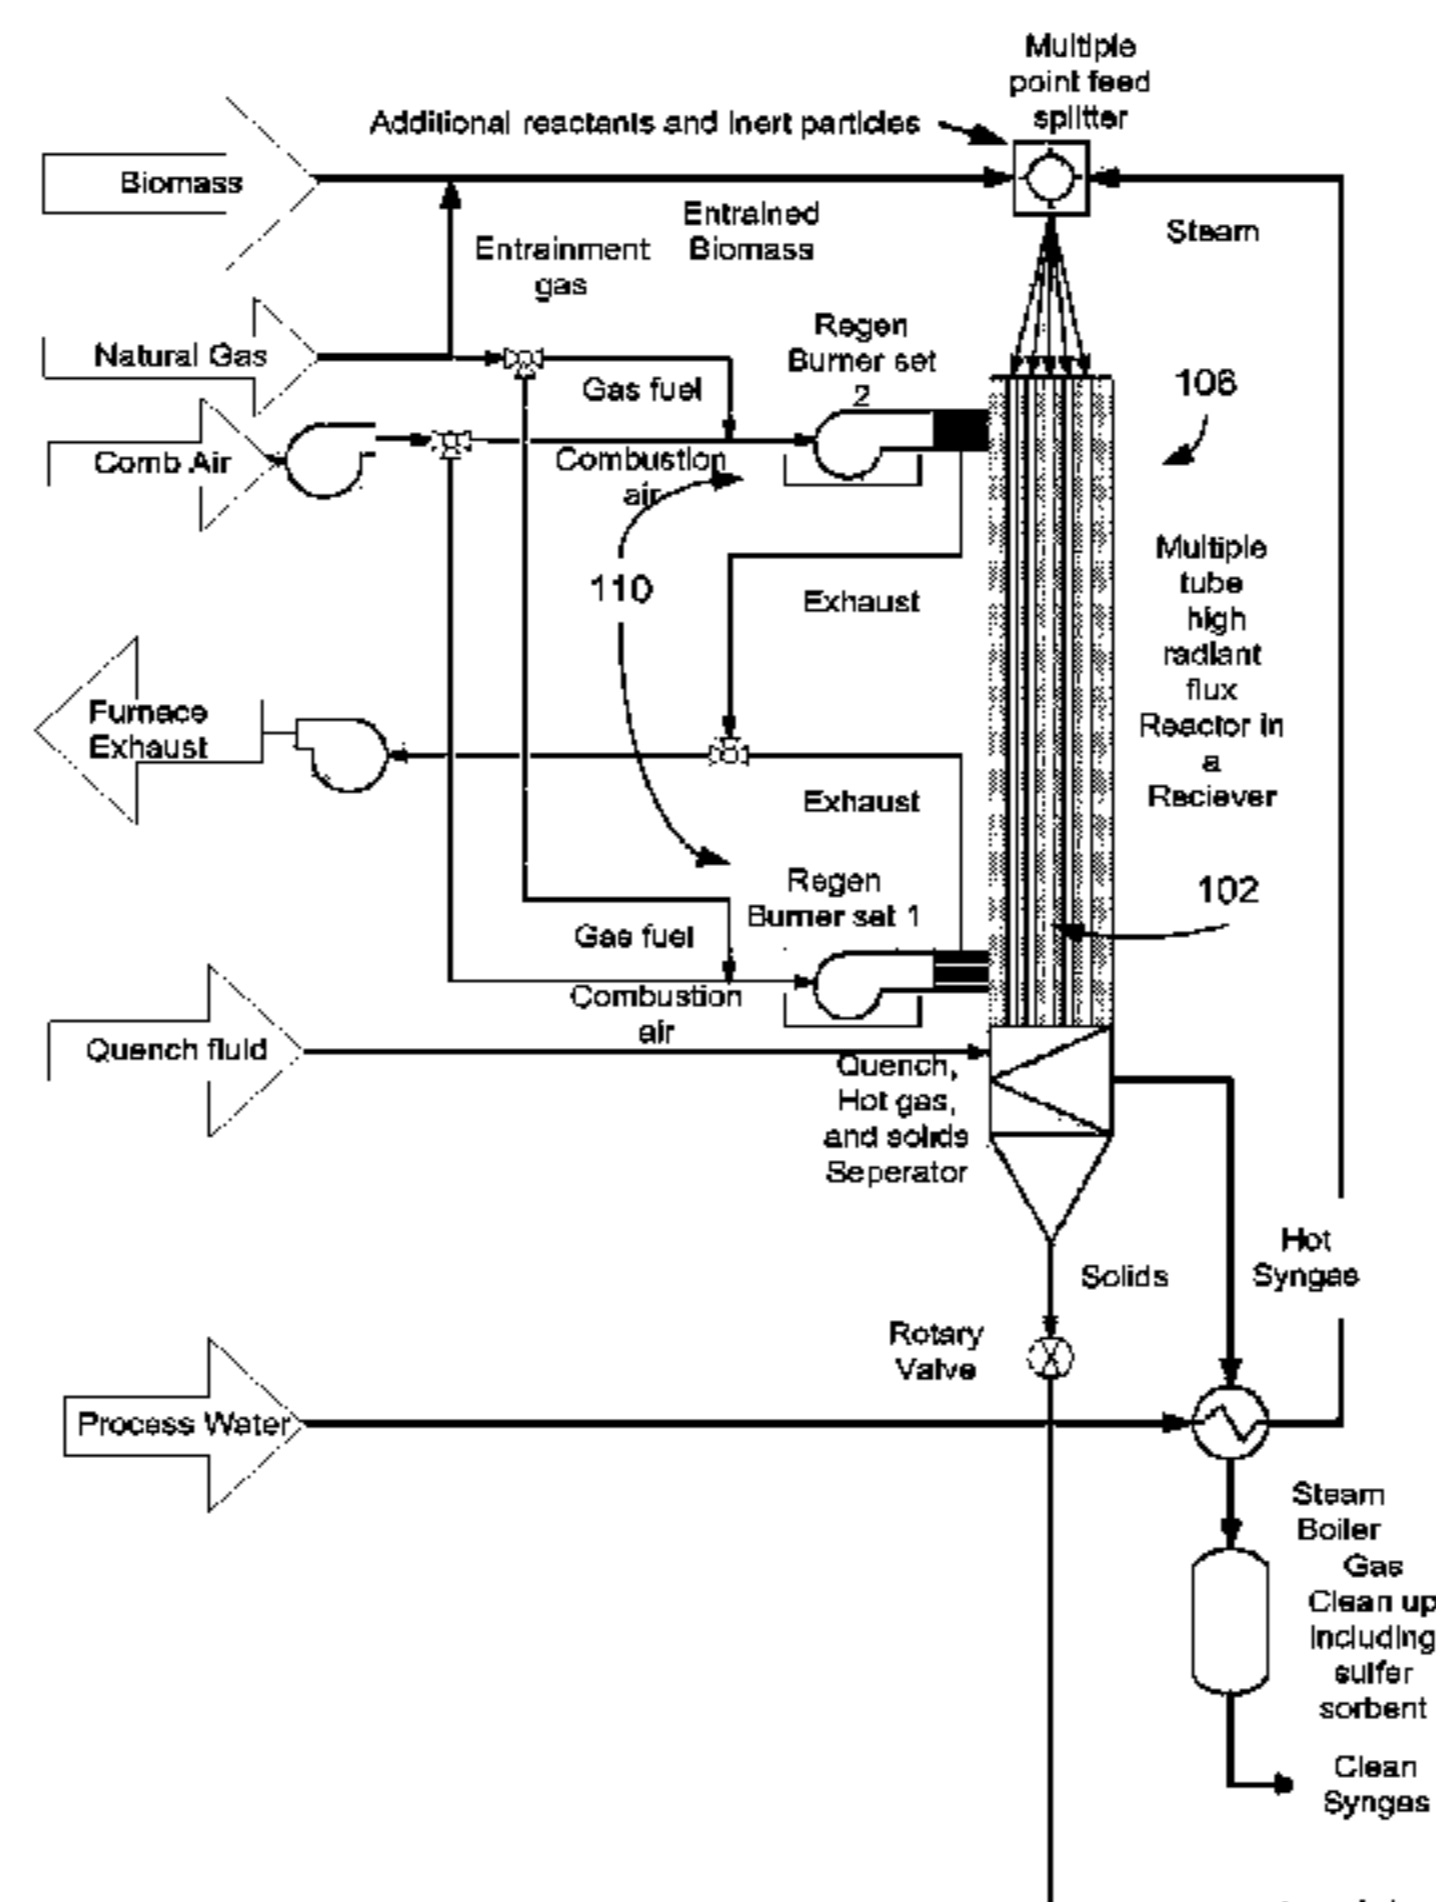 Multiple
point feed
splitter
Additional reactants and inert particles
Biomass
Entrained
Biomass
Steam
Entrainment
gas
Regen
Burner set
2
Natural Gas
Gas fuel
106
Comb Air
Combustion
air
Multiple
tube
high
radiant
flux
Reactor in
a
Reciever
110
Exhaust
Furnace
Exhaust
Exhaust
Regen
Burner set 1
102
Gas fuel
Combustion
air
Quench fluid
Quench,
Hot gas,
and solids
Seperator
Hot
Syngas
Solids
Rotary
Valve
Process Water
Steam
Boiler
Gas
Clean up
including
sulfer
sorbent
Clean
Syngas